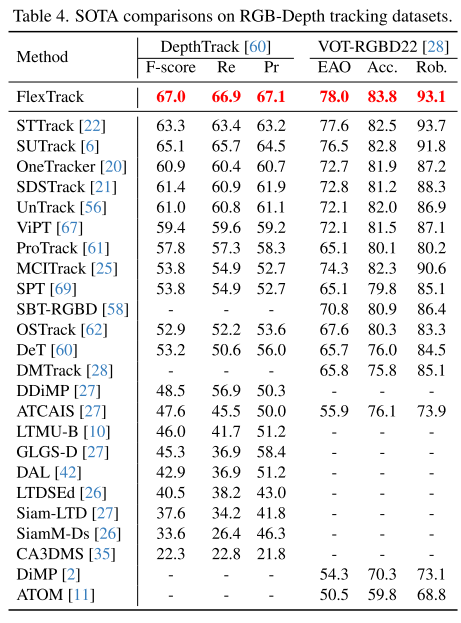 Table 4. SOTA comparisons on RGB-Depth tracking datasets.
Method DepthTrack [60] VOT-RGBD22 [28]
F-score Re Pr EAO Acc. Rob.
FlexTrack 67.0 66.9 67.1 78.0 83.8 93.1
STTrack [22] 63.3 63.4 63.2 77.6 82.5 93.7
SUTrack [6] 65.1 65.7 64.5 76.5 82.8 91.8
OneTracker [20] 60.9 60.4 60.7 72.7 81.9 87.2
SDSTrack [21] 61.4 60.9 61.9 72.8 81.2 88.3
UnTrack [56] 61.0 60.8 61.1 72.1 82.0 86.9
ViPT [67] 59.4 59.6 59.2 72.1 81.5 87.1
ProTrack [61] 57.8 57.3 58.3 65.1 80.1 80.2
MCITrack [25] 53.8 54.9 52.7 74.3 82.3 90.6
SPT [69] 53.8 54.9 52.7 65.1 79.8 85.1
SBT-RGBD [58] - - - 70.8 80.9 86.4
OSTrack [62] 52.9 52.2 53.6 67.6 80.3 83.3
DeT [60] 53.2 50.6 56.0 65.7 76.0 84.5
DMTrack [28] - - - 65.8 75.8 85.1
DDiMP [27] 48.5 56.9 50.3 - - -
ATCAIS [27] 47.6 45.5 50.0 55.9 76.1 73.9
LTMU-B [10] 46.0 41.7 51.2 - - -
GLGS-D [27] 45.3 36.9 58.4 - - -
DAL [42] 42.9 36.9 51.2 - - -
LTDSEd [26] 40.5 38.2 43.0 - - -
Siam-LTD [27] 37.6 34.2 41.8 - - -
SiamM-Ds [26] 33.6 26.4 46.3 - - -
CA3DMS [35] 22.3 22.8 21.8 - - -
DiMP [2] - - - 54.3 70.3 73.1
ATOM [11] - - - 50.5 59.8 68.8